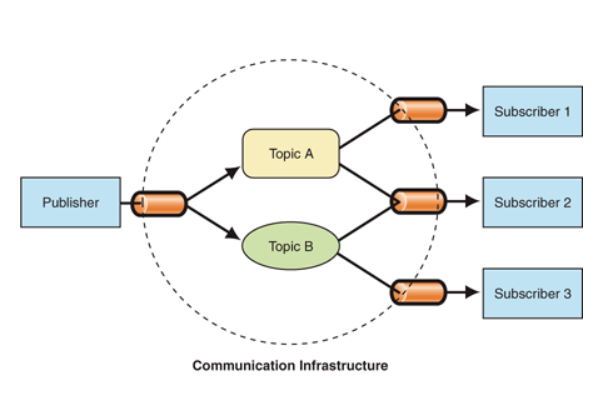 Publisher
Topic A
Topic B
Subscriber 1
Subscriber 2
Subscriber 3
Communication Infrastructure